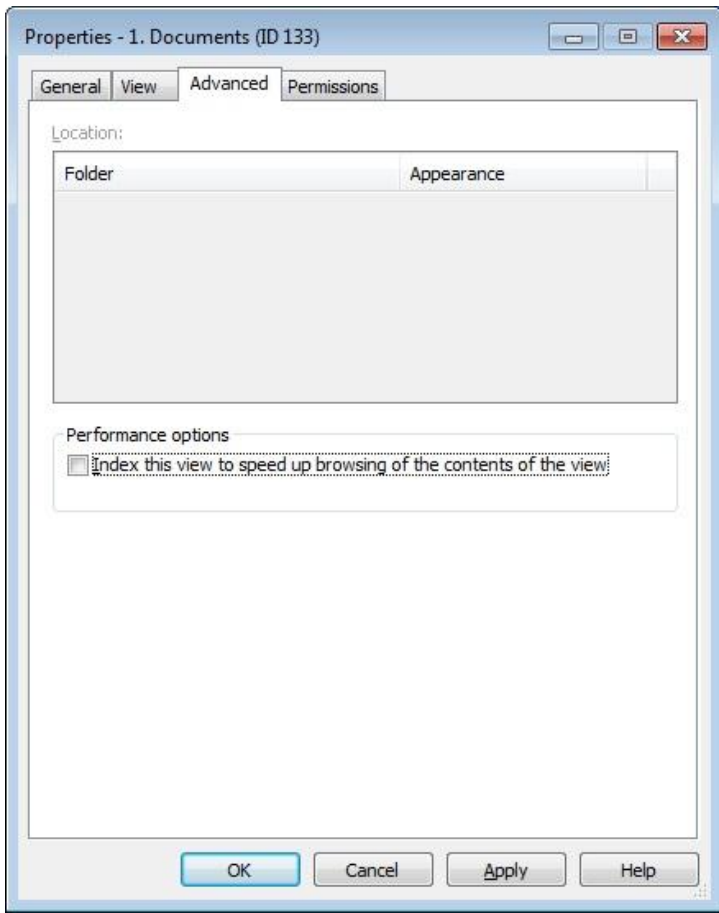 Properties - 1. Documents (ID 133)
General View Advanced Permissions
Location:
Folder Appearance
Performance options
Index this view to speed up browsing of the contents of the view
OK Cancel Apply Help